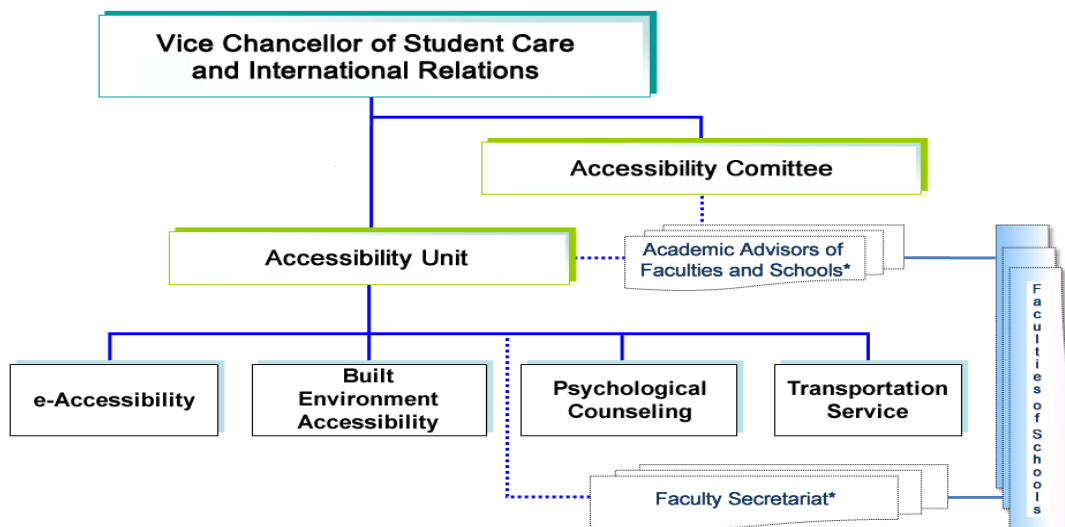 Vice Chancellor of Student Care
and International Relations
Accessibility Comittee
Accessibility Unit
Academic Advisors of
Faculties and Schools*
e-Accessibility
Built
Environment
Accessibility
Psychological
Counseling
Transportation
Service
Faculties of Schools
Faculty Secretariat*